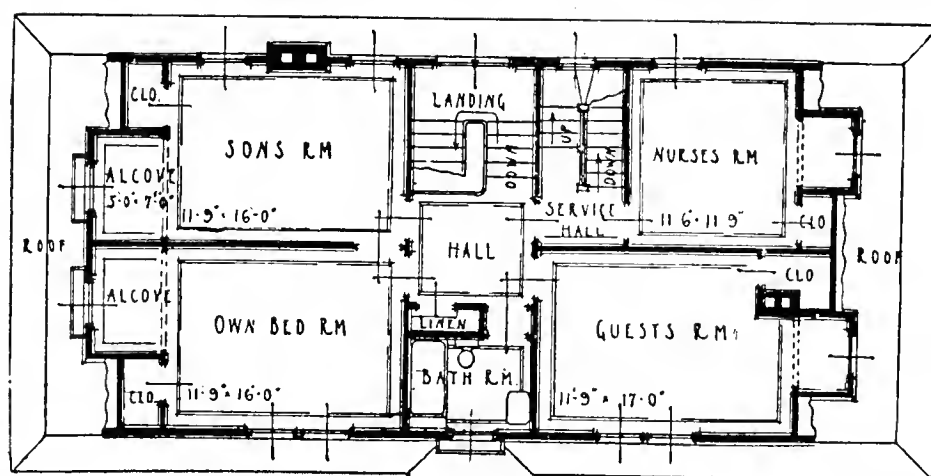 CLO.
LANDING
UP
DOWN
DOWN
SONS RM
NURSES RM
ALCOVE
5'-0" 7'-0"
11'-9" × 16'-0"
SERVICE
HALL
11'-6" 11'-9"
CLO
ROOF
HALL
ROOF
CLO
ALCOVE
OWN BED RM
LINEN
GUESTS RM
BATH RM.
CLO
11'-9" × 16'-0"
11'-9" × 17'-0"